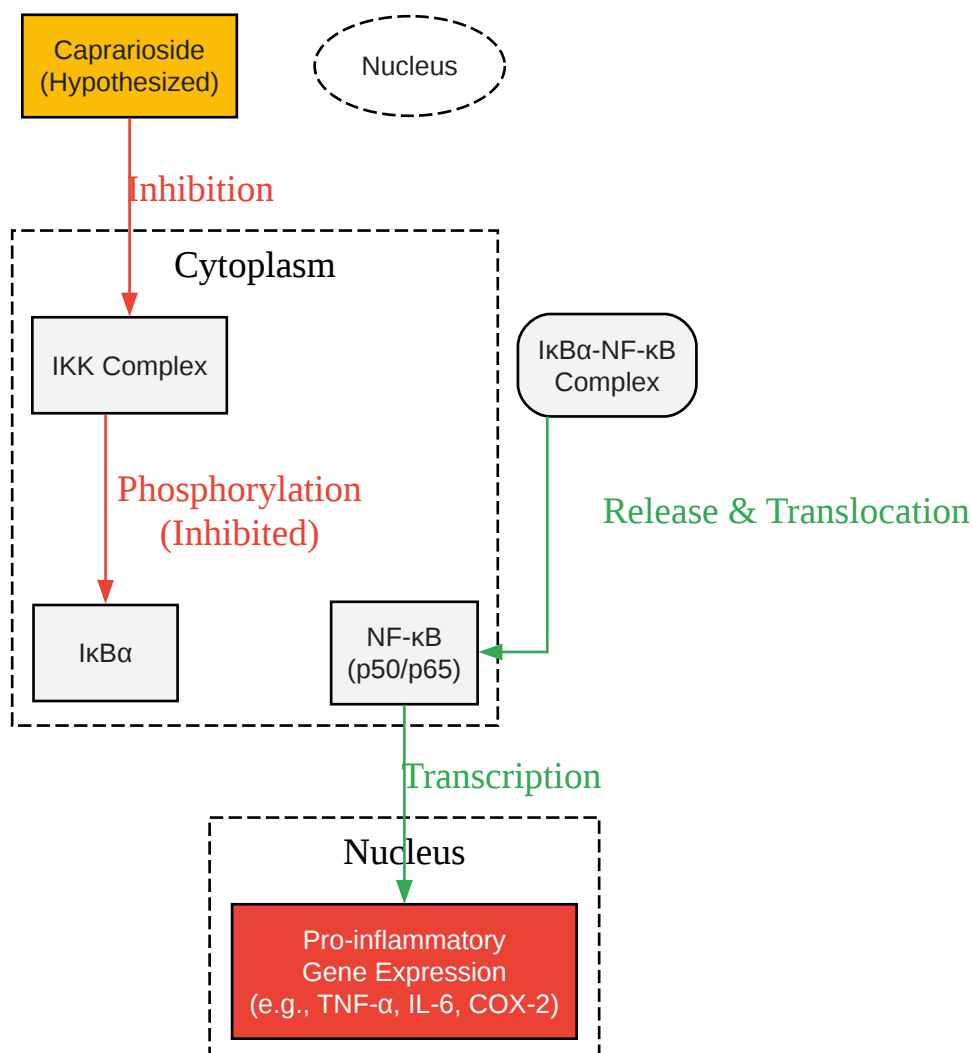 Caprarioside
(Hypothesized)
Nucleus
Inhibition
Cytoplasm
IKK Complex
IκBα-NF-κB
Complex
Phosphorylation
(Inhibited)
Release & Translocation
IκBα
NF-κB
(p50/p65)
Transcription
Nucleus
Pro-inflammatory
Gene Expression
(e.g., TNF-α, IL-6, COX-2)